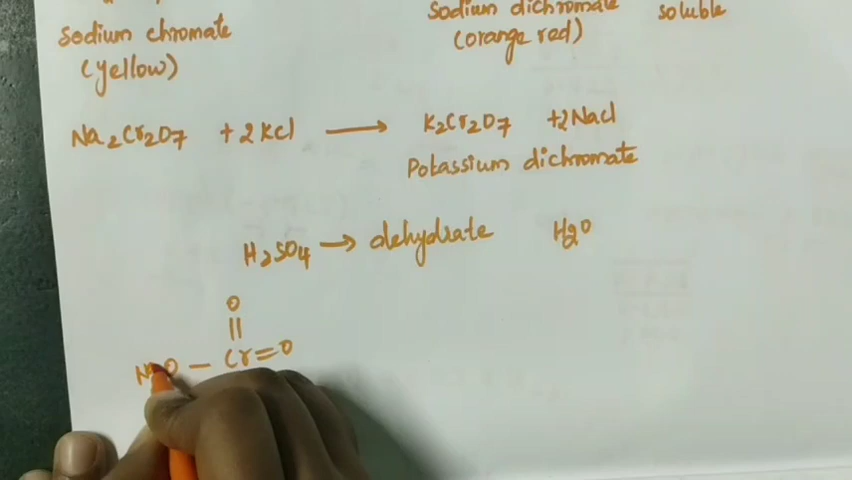 Sodium dichromate soluble
Sodium chromate
(orange red)
(yellow)
Na2Cr2O7 + 2KCl → K2Cr2O7 + 2NaCl
Potassium dichromate
H2SO4 → dehydrate H2O
O
||
O — Cr = O